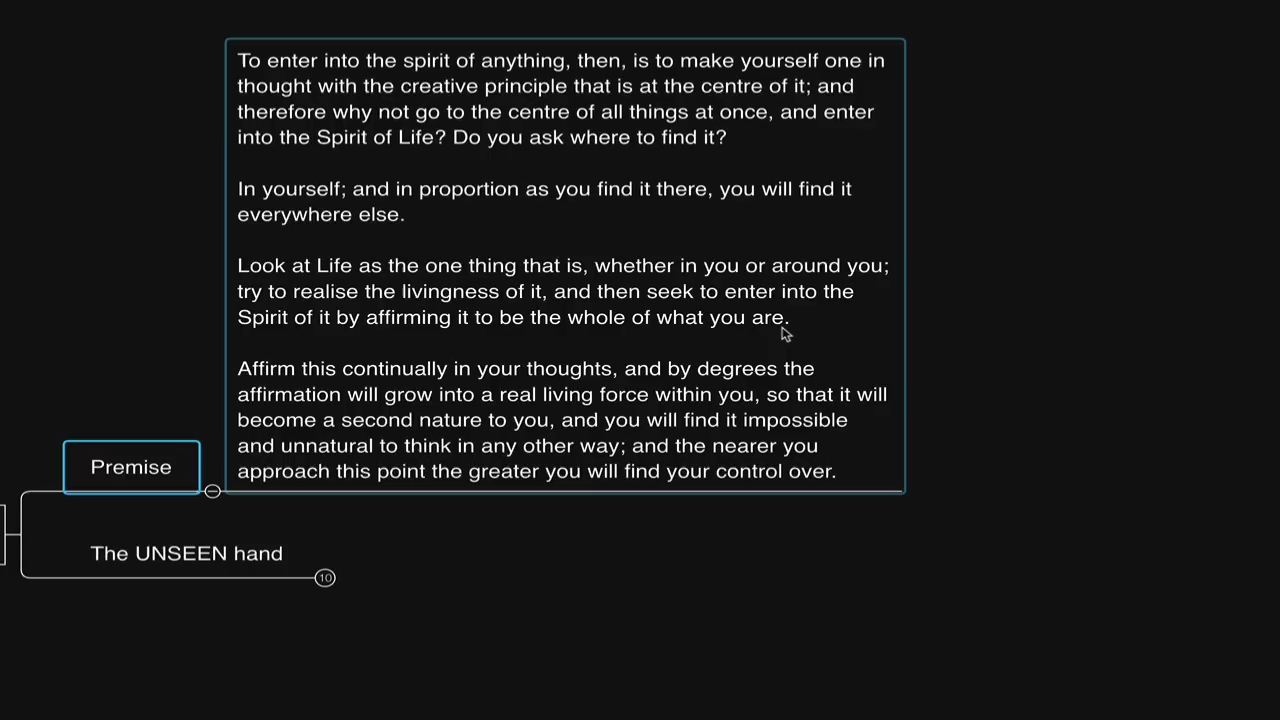 To enter into the spirit of anything, then, is to make yourself one in
thought with the creative principle that is at the centre of it; and
therefore why not go to the centre of all things at once, and enter
into the Spirit of Life? Do you ask where to find it?
In yourself; and in proportion as you find it there, you will find it
everywhere else.
Look at Life as the one thing that is, whether in you or around you;
try to realise the livingness of it, and then seek to enter into the
Spirit of it by affirming it to be the whole of what you are.
Affirm this continually in your thoughts, and by degrees the
affirmation will grow into a real living force within you, so that it will
become a second nature to you, and you will find it impossible
and unnatural to think in any other way; and the nearer you
approach this point the greater you will find your control over.
Premise
The UNSEEN hand
10